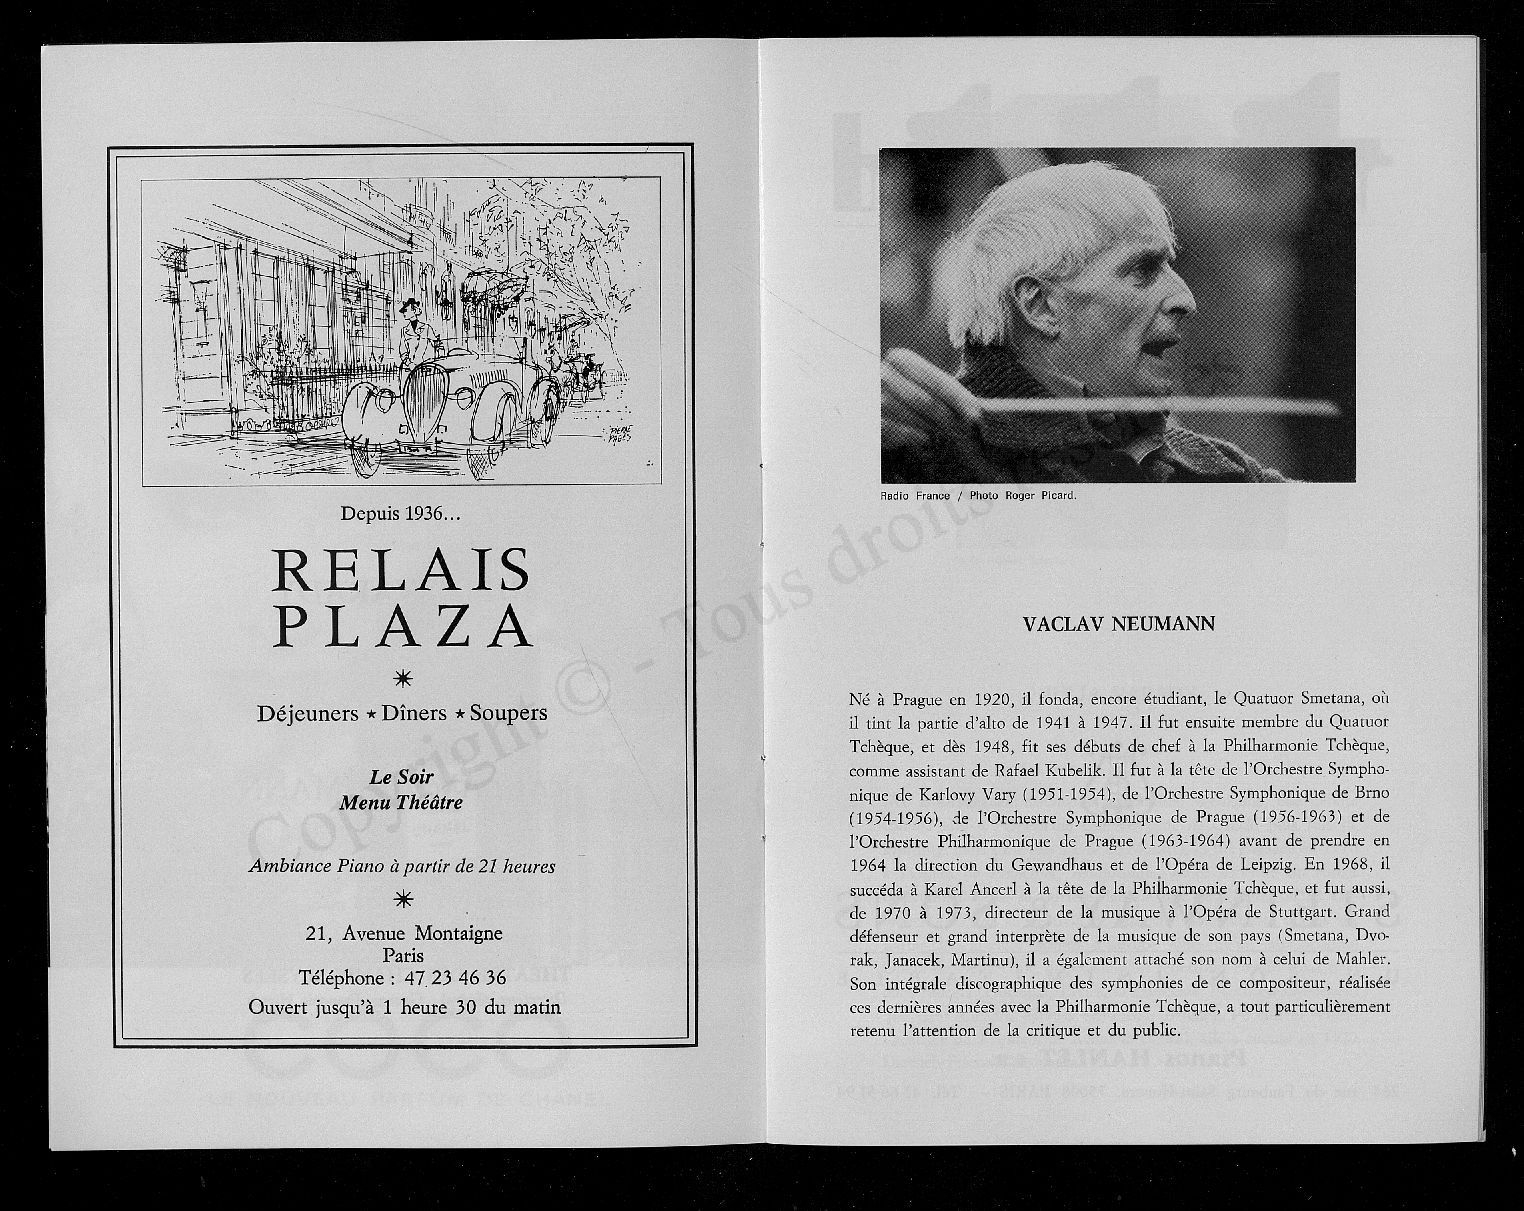 PIERRE
PAGES
Depuis 1936...
RELAIS
PLAZA
Déjeuners ★ Dîners ★ Soupers
Le Soir
Menu Théâtre
Ambiance Piano à partir de 21 heures
21, Avenue Montaigne
Paris
Téléphone : 47 23 46 36
Ouvert jusqu'à 1 heure 30 du matin
Copyright © - Tous droits
Radio France / Photo Roger Picard.
VACLAV NEUMANN
Né à Prague en 1920, il fonda, encore étudiant, le Quatuor Smetana, où
il tint la partie d'alto de 1941 à 1947. Il fut ensuite membre du Quatuor
Tchèque, et dès 1948, fit ses débuts de chef à la Philharmonie Tchèque,
comme assistant de Rafael Kubelik. Il fut à la tête de l'Orchestre Sympho-
nique de Karlovy Vary (1951-1954), de l'Orchestre Symphonique de Brno
(1954-1956), de l'Orchestre Symphonique de Prague (1956-1963) et de
l'Orchestre Philharmonique de Prague (1963-1964) avant de prendre en
1964 la direction du Gewandhaus et de l'Opéra de Leipzig. En 1968, il
succéda à Karel Ancerl à la tête de la Philharmonie Tchèque, et fut aussi,
de 1970 à 1973, directeur de la musique à l'Opéra de Stuttgart. Grand
défenseur et grand interprète de la musique de son pays (Smetana, Dvo-
rak, Janacek, Martinu), il a également attaché son nom à celui de Mahler.
Son intégrale discographique des symphonies de ce compositeur, réalisée
ces dernières années avec la Philharmonie Tchèque, a tout particulièrement
retenu l'attention de la critique et du public.